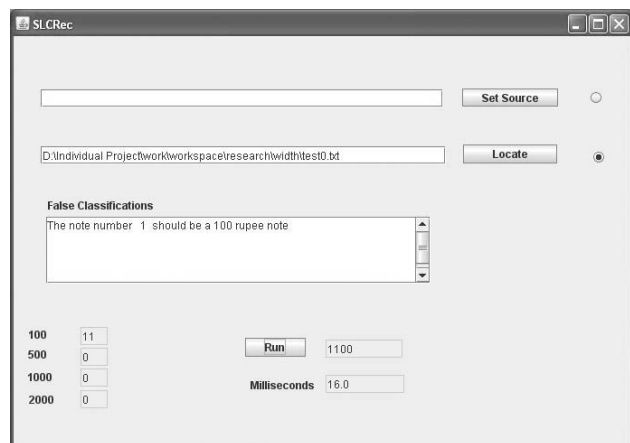 SLCRec
Set Source
D:\Individual Project\work\workspace\research\width\test0.txt
Locate
False Classifications
The note number 1 should be a 100 rupee note
100 11
500 0
1000 0
2000 0
Run 1100
Milliseconds 16.0